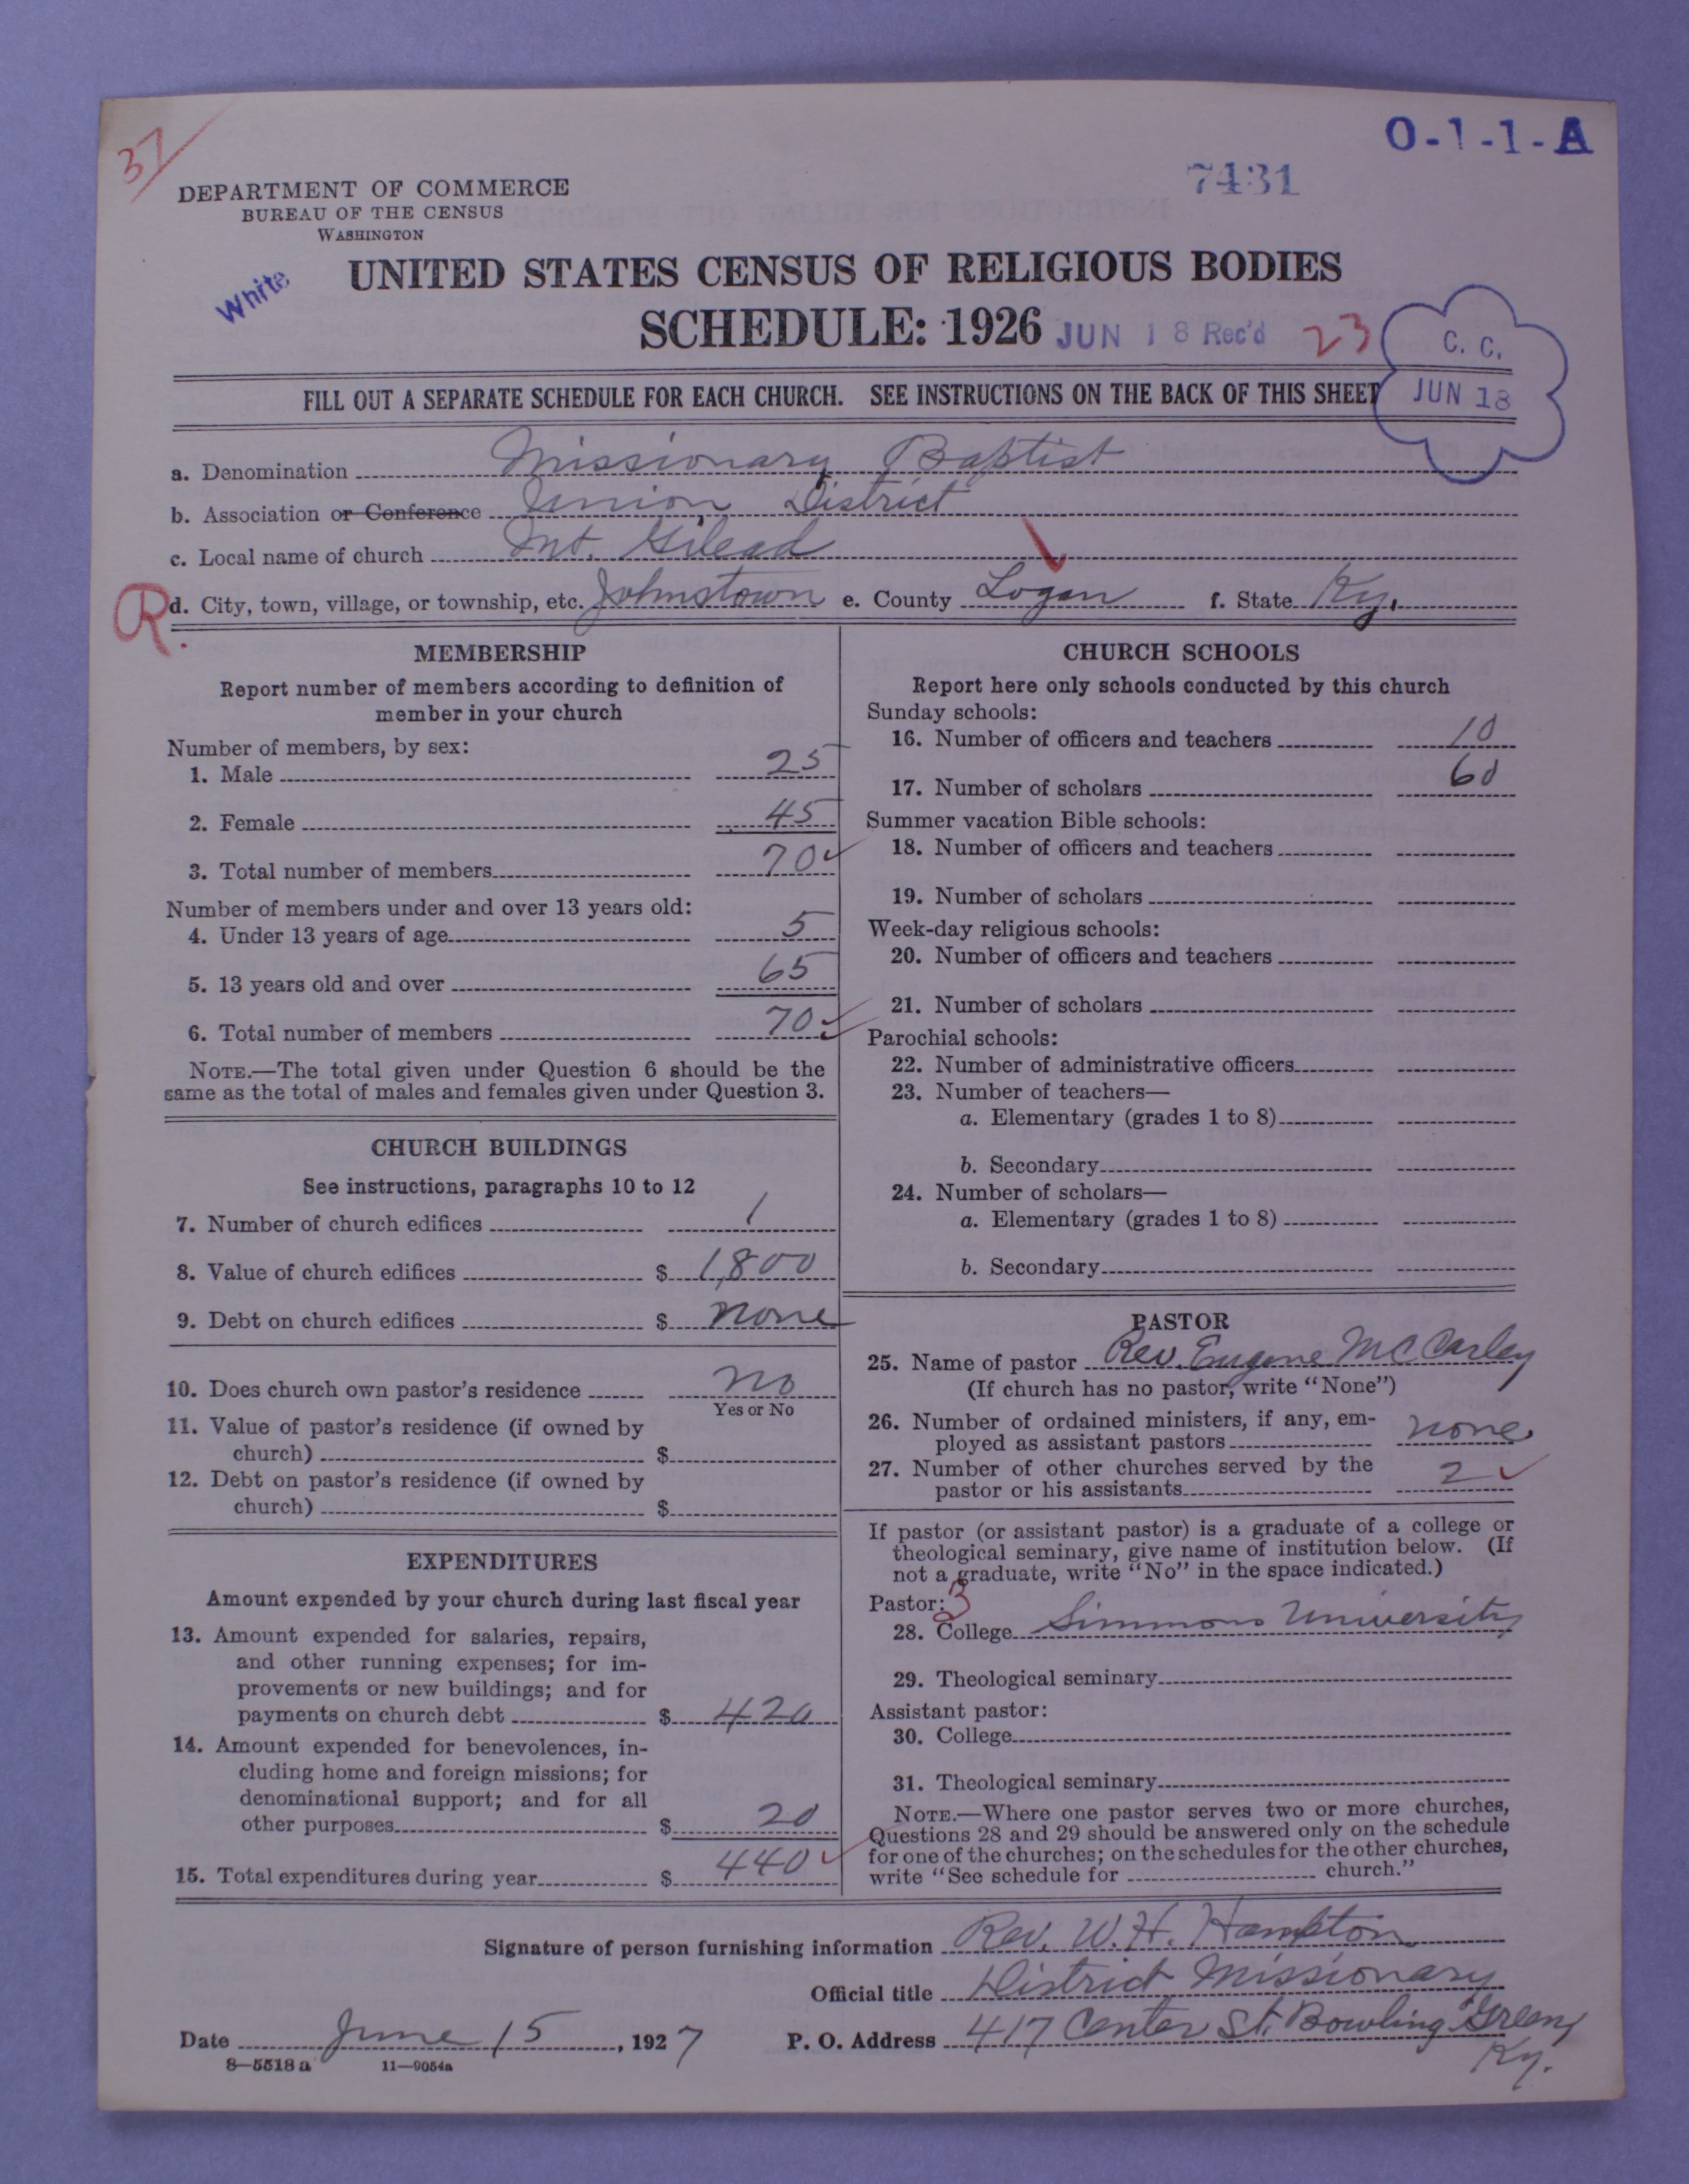 37
O-1-1-A
7431
DEPARTMENT OF COMMERCE
BUREAU OF THE CENSUS
WASHINGTON
White
UNITED STATES CENSUS OF RELIGIOUS BODIES
SCHEDULE: 1926 JUN 18 Rec'd 23
C. C.
JUN 18
FILL OUT A SEPARATE SCHEDULE FOR EACH CHURCH. SEE INSTRUCTIONS ON THE BACK OF THIS SHEET
a. Denomination Missionary Baptist
b. Association or Conference Union District
c. Local name of church Mt. Gilead
R. d. City, town, village, or township, etc. Johnstown e. County Logan f. State Ky.
MEMBERSHIP
Report number of members according to definition of
member in your church
Number of members, by sex:
1. Male 25
2. Female 45
3. Total number of members 70
Number of members under and over 13 years old:
4. Under 13 years of age 5
5. 13 years old and over 65
6. Total number of members 70
NOTE.—The total given under Question 6 should be the
same as the total of males and females given under Question 3.
CHURCH BUILDINGS
See instructions, paragraphs 10 to 12
7. Number of church edifices 1
8. Value of church edifices $ 1,800
9. Debt on church edifices $ none
10. Does church own pastor's residence no
Yes or No
11. Value of pastor's residence (if owned by
church) $
12. Debt on pastor's residence (if owned by
church) $
EXPENDITURES
Amount expended by your church during last fiscal year
13. Amount expended for salaries, repairs,
and other running expenses; for im-
provements or new buildings; and for
payments on church debt $ 420
14. Amount expended for benevolences, in-
cluding home and foreign missions; for
denominational support; and for all
other purposes $ 20
15. Total expenditures during year $ 440
CHURCH SCHOOLS
Report here only schools conducted by this church
Sunday schools:
16. Number of officers and teachers 10
17. Number of scholars 60
Summer vacation Bible schools:
18. Number of officers and teachers
19. Number of scholars
Week-day religious schools:
20. Number of officers and teachers
21. Number of scholars
Parochial schools:
22. Number of administrative officers
23. Number of teachers—
a. Elementary (grades 1 to 8)
b. Secondary
24. Number of scholars—
a. Elementary (grades 1 to 8)
b. Secondary
PASTOR
25. Name of pastor Rev. Eugene McCarley
(If church has no pastor, write "None")
26. Number of ordained ministers, if any, em-
ployed as assistant pastors none
27. Number of other churches served by the
pastor or his assistants 2
If pastor (or assistant pastor) is a graduate of a college or
theological seminary, give name of institution below. (If
not a graduate, write "No" in the space indicated.)
Pastor: 3
28. College Simmons University
29. Theological seminary
Assistant pastor:
30. College
31. Theological seminary
NOTE.—Where one pastor serves two or more churches,
Questions 28 and 29 should be answered only on the schedule
for one of the churches; on the schedules for the other churches,
write "See schedule for church."
Signature of person furnishing information Rev. W. H. Hampton
Official title District Missionary
Date June 15, 1927 P. O. Address 417 Center St. Bowling Green,
Ky.
8—5518a 11—9054a